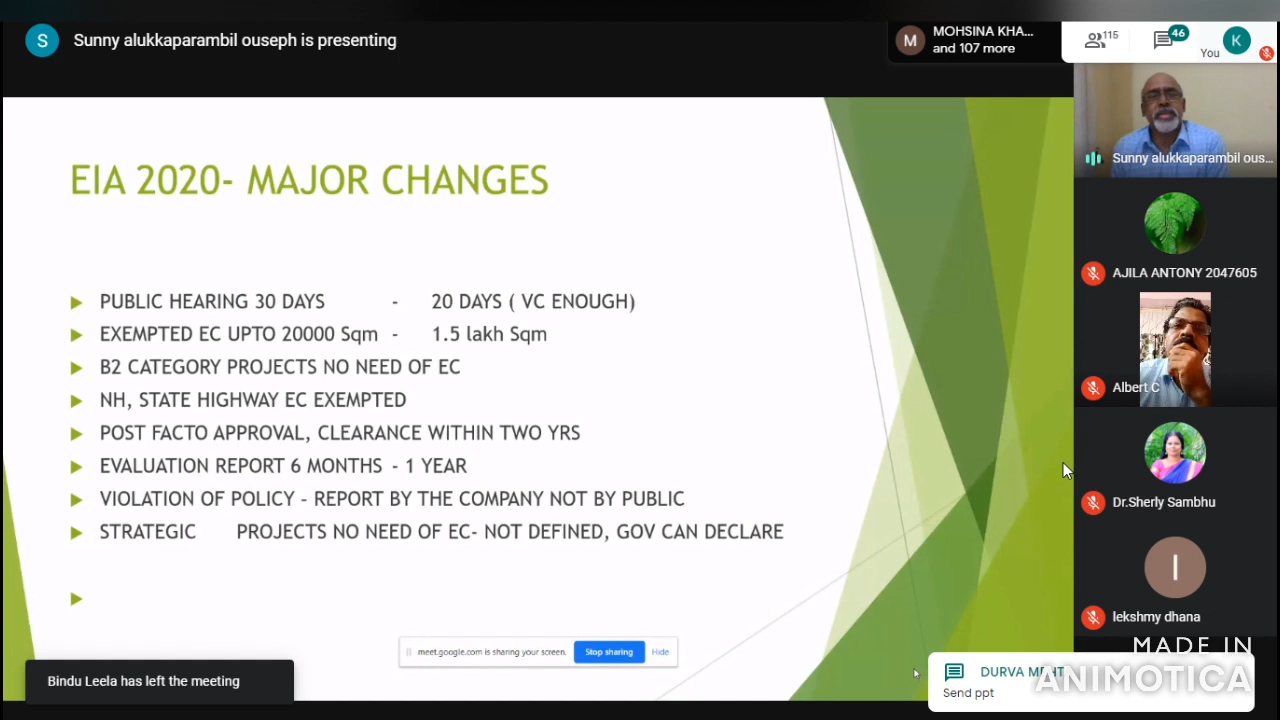 S Sunny alukkaparambil ouseph is presenting
M MOHSINA KHA...
and 107 more
115
46
You K
EIA 2020- MAJOR CHANGES
PUBLIC HEARING 30 DAYS - 20 DAYS ( VC ENOUGH)
EXEMPTED EC UPTO 20000 Sqm - 1.5 lakh Sqm
B2 CATEGORY PROJECTS NO NEED OF EC
NH, STATE HIGHWAY EC EXEMPTED
POST FACTO APPROVAL, CLEARANCE WITHIN TWO YRS
EVALUATION REPORT 6 MONTHS - 1 YEAR
VIOLATION OF POLICY - REPORT BY THE COMPANY NOT BY PUBLIC
STRATEGIC PROJECTS NO NEED OF EC- NOT DEFINED, GOV CAN DECLARE
meet.google.com is sharing your screen. Stop sharing Hide
Bindu Leela has left the meeting
Sunny alukkaparambil ous...
AJILA ANTONY 2047605
Albert C
Dr.Sherly Sambhu
l
lekshmy dhana
DURVA MEHT
Send ppt
MADE IN
ANIMOTICA